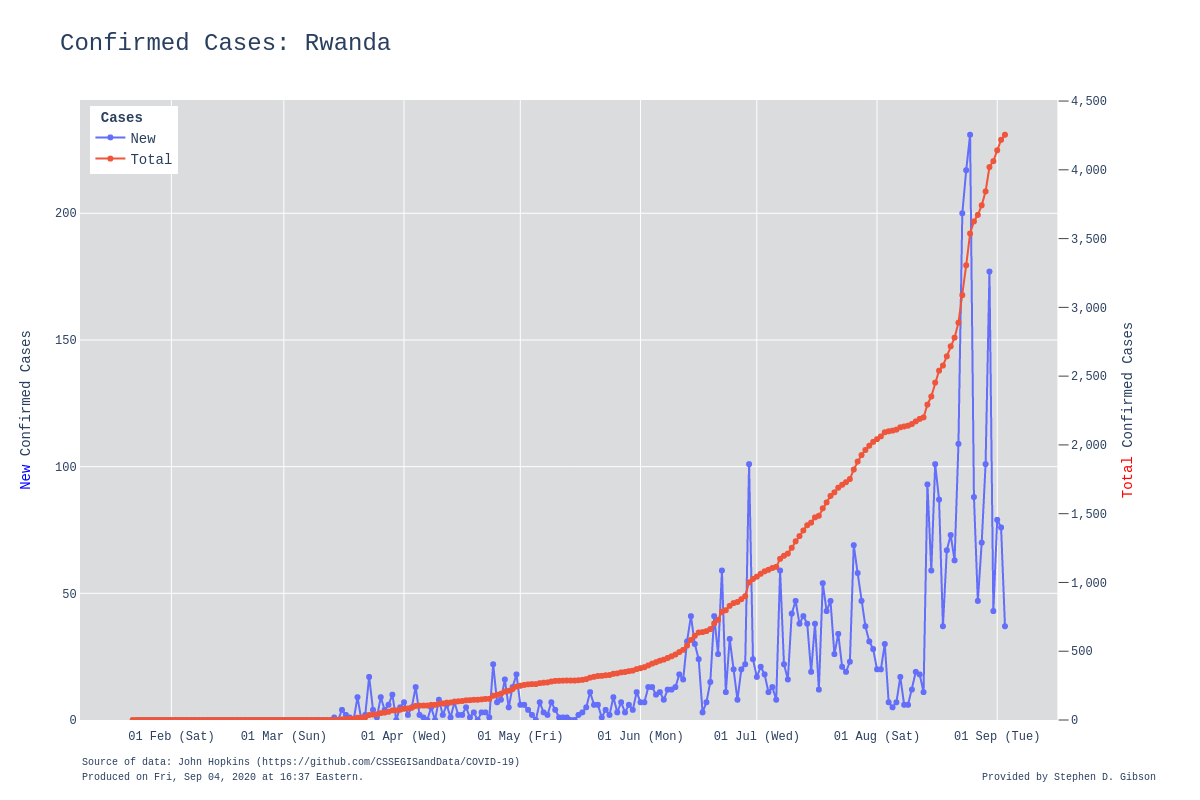 Confirmed Cases: Rwanda
Cases
New
Total
200
150
100
50
0
4,500
4,000
3,500
3,000
2,500
2,000
1,500
1,000
500
0
New Confirmed Cases
Total Confirmed Cases
01 Feb (Sat)
01 Mar (Sun)
01 Apr (Wed)
01 May (Fri)
01 Jun (Mon)
01 Jul (Wed)
01 Aug (Sat)
01 Sep (Tue)
Source of data: John Hopkins (https://github.com/CSSEGISandData/COVID-19)
Produced on Fri, Sep 04, 2020 at 16:37 Eastern.
Provided by Stephen D. Gibson